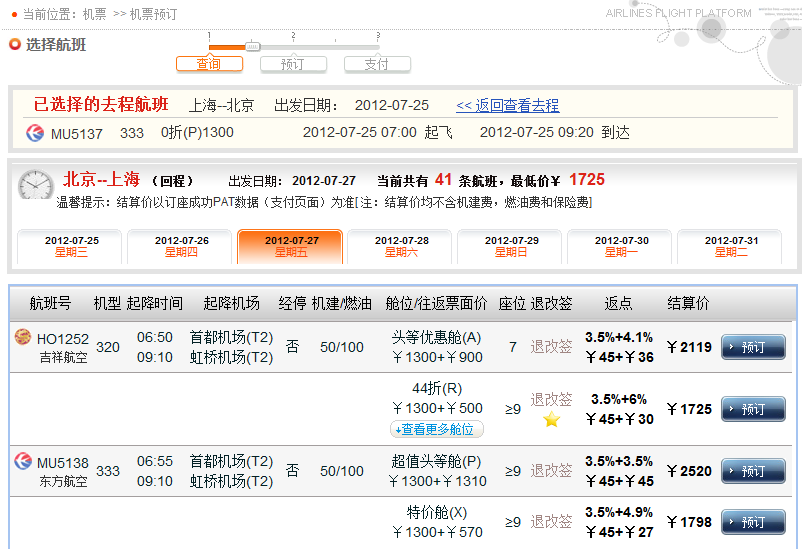 当前位置：机票 >> 机票预订
AIRLINES FLIGHT PLATFORM
选择航班
1 2 3
查询 预订 支付
已选择的去程航班 上海--北京 出发日期： 2012-07-25 << 返回查看去程
MU5137 333 0折(P)1300 2012-07-25 07:00 起飞 2012-07-25 09:20 到达
北京--上海 （回程） 出发日期： 2012-07-27 当前共有 41 条航班，最低价￥ 1725
温馨提示：结算价以订座成功PAT数据（支付页面）为准[注：结算价均不含机建费，燃油费和保险费]
2012-07-25 2012-07-26 2012-07-27 2012-07-28 2012-07-29 2012-07-30 2012-07-31
星期三 星期四 星期五 星期六 星期日 星期一 星期二
航班号 机型 起降时间 起降机场 经停 机建/燃油 舱位/往返票面价 座位 退改签 返点 结算价
HO1252 320 06:50 首都机场(T2) 否 50/100 头等优惠舱(A) 7 退改签 3.5%+4.1% ￥2119 预订
吉祥航空 09:10 虹桥机场(T2) ￥1300+￥900 ￥45+￥36
44折(R) ≥9 退改签 3.5%+6% ￥1725 预订
￥1300+￥500 ￥45+￥30
+查看更多舱位
MU5138 333 06:55 首都机场(T2) 否 50/100 超值头等舱(P) ≥9 退改签 3.5%+3.5% ￥2520 预订
东方航空 09:10 虹桥机场(T2) ￥1300+￥1310 ￥45+￥45
特价舱(X) ≥9 退改签 3.5%+4.9% ￥1798 预订
￥1300+￥570 ￥45+￥27